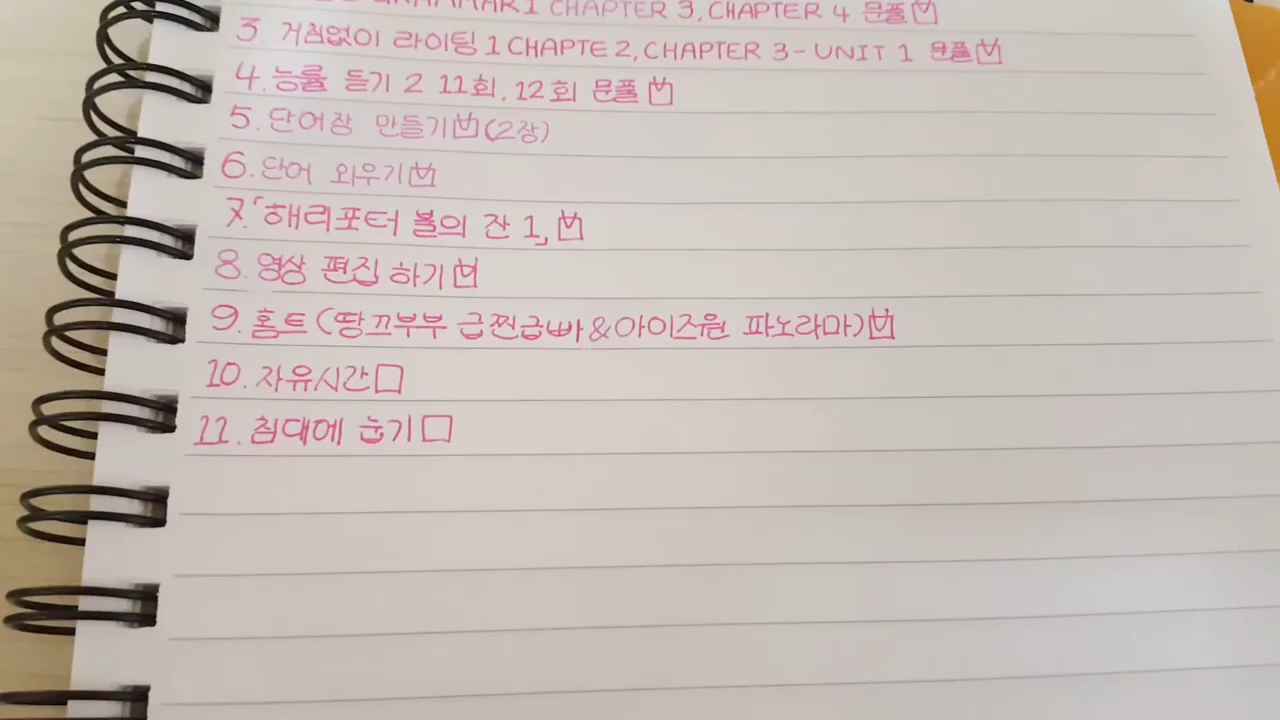 GRAMMAR 1 CHAPTER 3, CHAPTER 4 문풀☑
3. 거침없이 라이팅 1 CHAPTE 2, CHAPTER 3 - UNIT 1 문풀☑
4. 능률 듣기 2 11회, 12회 문풀☑
5. 단어장 만들기☑(2장)
6. 단어 외우기☑
7.「해리포터 불의 잔 1」☑
8. 영상 편집 하기☑
9. 홈트(땅끄부부 급찐급빠&아이즈원 파노라마)☑
10. 자유시간☐
11. 침대에 눕기☐